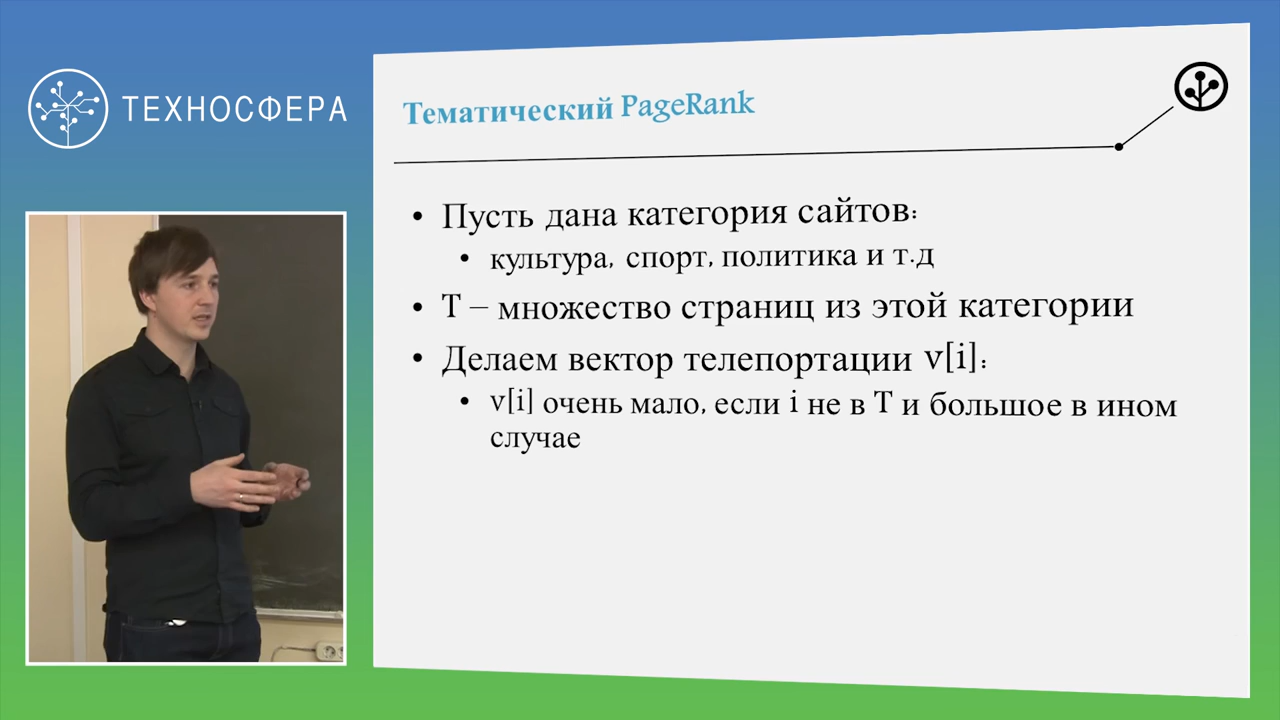 ТЕХНОСФЕРА
Тематический PageRank
• Пусть дана категория сайтов:
• культура, спорт, политика и т.д
• T – множество страниц из этой категории
• Делаем вектор телепортации v[i]:
• v[i] очень мало, если i не в T и большое в ином
случае